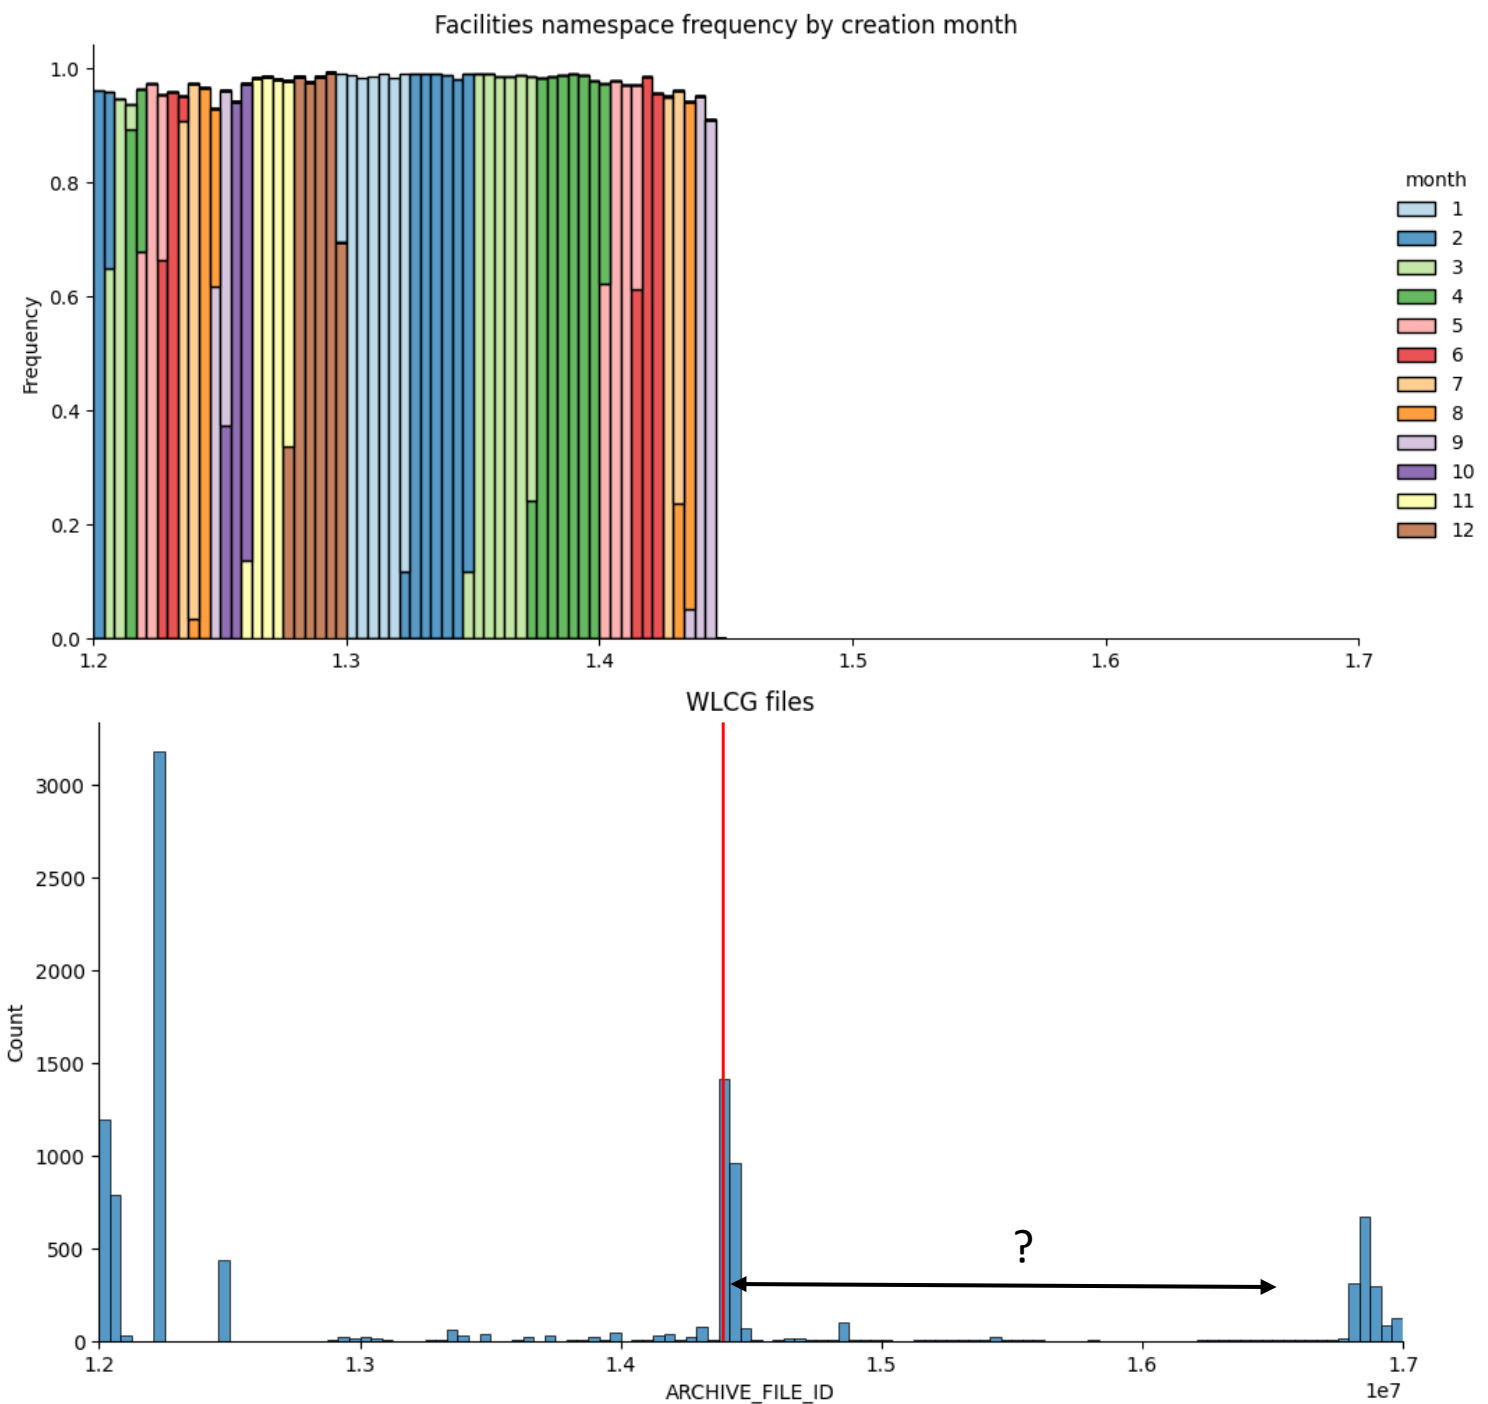 Facilities namespace frequency by creation month
1.0
0.8
0.6
0.4
0.2
0.0
Frequency
1.2 1.3 1.4 1.5 1.6 1.7
month
1
2
3
4
5
6
7
8
9
10
11
12
WLCG files
3000
2500
2000
1500
1000
500
0
Count
?
1.2 1.3 1.4 1.5 1.6 1.7
1e7
ARCHIVE_FILE_ID